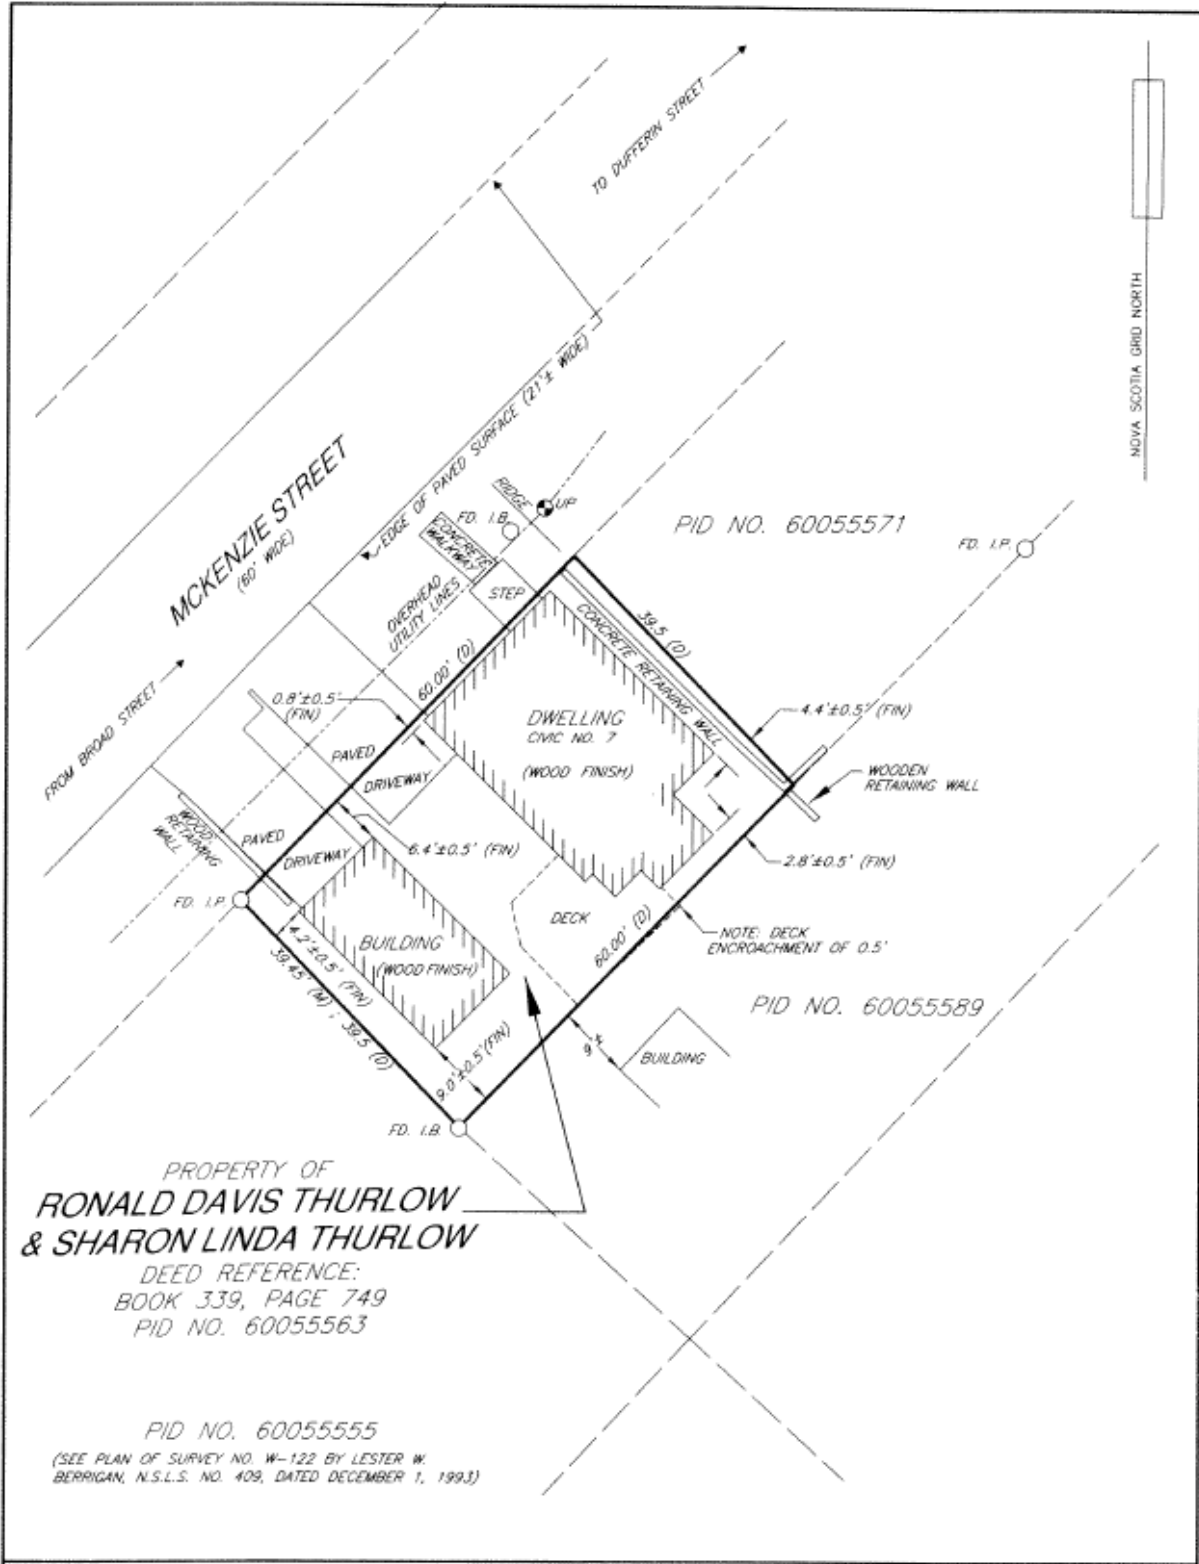 TO DUFFERIN STREET
NOVA SCOTIA GRID NORTH
MCKENZIE STREET
(60' WIDE)
EDGE OF PAVED SURFACE (21'± WIDE)
FROM BROAD STREET
RIDGE
UP
FD. I.B.
CONCRETE
WALKWAY
STEP
OVERHEAD
UTILITY LINES
PID NO. 60055571
FD. I.P.
39.5 (D)
CONCRETE RETAINING WALL
60.00' (D)
0.8'±0.5'
(FIN)
DWELLING
CIVIC NO. 7
(WOOD FINISH)
4.4'±0.5' (FIN)
WOODEN
RETAINING WALL
PAVED
DRIVEWAY
WOOD
RETAINING
WALL
PAVED
DRIVEWAY
6.4'±0.5' (FIN)
2.8'±0.5' (FIN)
FD. I.P.
DECK
60.00' (D)
NOTE: DECK
ENCROACHMENT OF 0.5'
BUILDING
(WOOD FINISH)
4.2'±0.5' (FIN)
39.45' (M) ; 39.5 (D)
PID NO. 60055589
9'±
BUILDING
9.0'±0.5'(FIN)
FD. I.B.
PROPERTY OF
RONALD DAVIS THURLOW
& SHARON LINDA THURLOW
DEED REFERENCE:
BOOK 339, PAGE 749
PID NO. 60055563
PID NO. 60055555
(SEE PLAN OF SURVEY NO. W-122 BY LESTER W.
BERRIGAN, N.S.L.S. NO. 409, DATED DECEMBER 1, 1993)